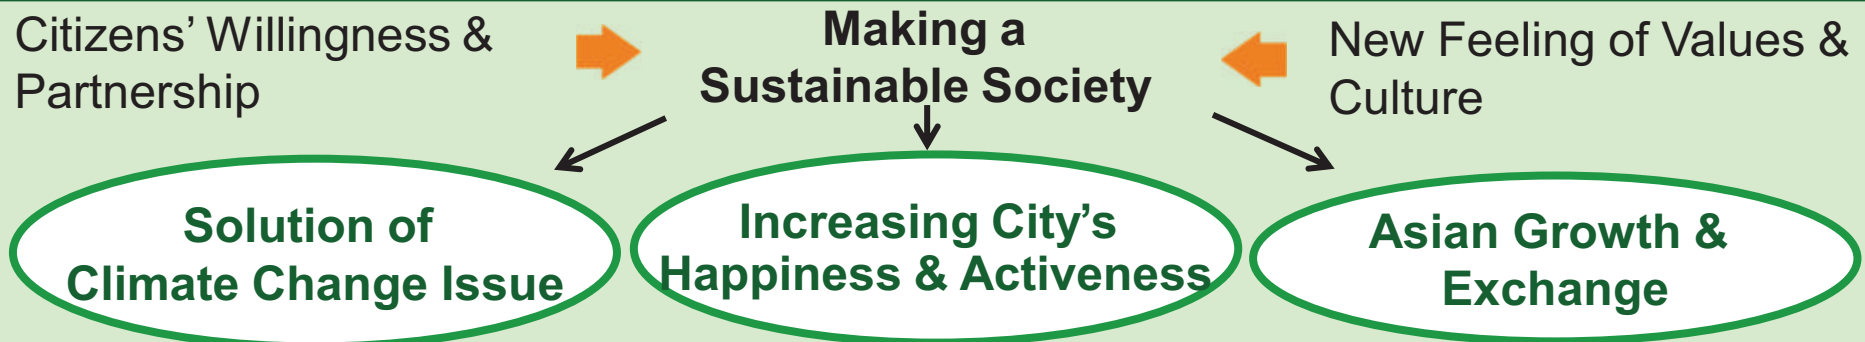 Citizens’ Willingness &
Partnership
Making a
Sustainable Society
New Feeling of Values &
Culture
Solution of
Climate Change Issue
Increasing City’s
Happiness & Activeness
Asian Growth &
Exchange